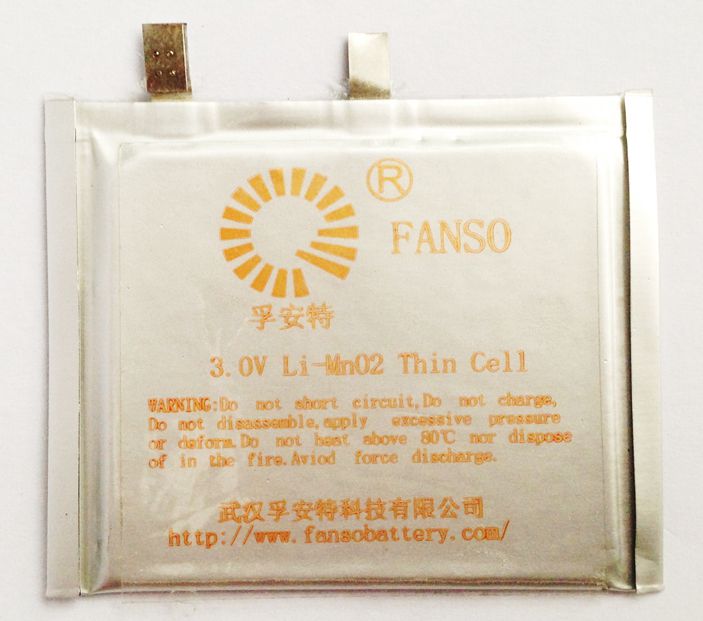 ®
FANSO
孚安特
3.0V Li-MnO2 Thin Cell
WARNING:Do not short circuit,Do not charge,
Do not disassemble,apply excessive pressure
or deform.Do not heat above 80℃ nor dispose
of in the fire.Aviod force discharge.
武汉孚安特科技有限公司
http://www.fansobattery.com/